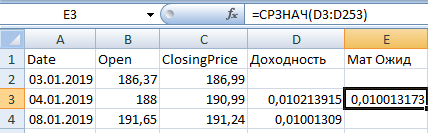 E3 fx =СРЗНАЧ(D3:D253)
A B C D E
1 Date Open ClosingPrice Доходность Мат Ожид
2 03.01.2019 186,37 186,99
3 04.01.2019 188 190,99 0,010213915 0,010013173
4 08.01.2019 191,65 191,24 0,01001309